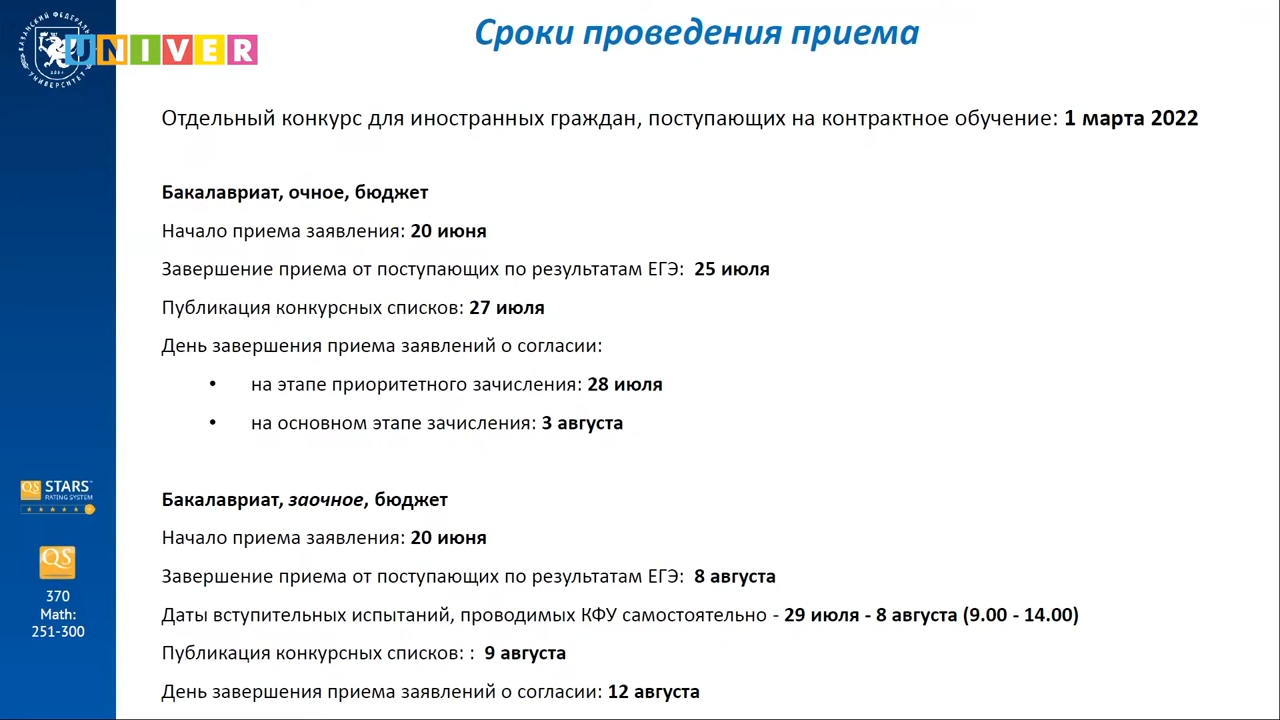 КАЗАНСКИЙ ФЕДЕРАЛЬНЫЙ УНИВЕРСИТЕТ
UNIVER
Сроки проведения приема
Отдельный конкурс для иностранных граждан, поступающих на контрактное обучение: 1 марта 2022
Бакалавриат, очное, бюджет
Начало приема заявления: 20 июня
Завершение приема от поступающих по результатам ЕГЭ: 25 июля
Публикация конкурсных списков: 27 июля
День завершения приема заявлений о согласии:
• на этапе приоритетного зачисления: 28 июля
• на основном этапе зачисления: 3 августа
Бакалавриат, заочное, бюджет
Начало приема заявления: 20 июня
Завершение приема от поступающих по результатам ЕГЭ: 8 августа
Даты вступительных испытаний, проводимых КФУ самостоятельно - 29 июля - 8 августа (9.00 - 14.00)
Публикация конкурсных списков: : 9 августа
День завершения приема заявлений о согласии: 12 августа
QS STARS™
RATING SYSTEM
QS
370
Math:
251-300